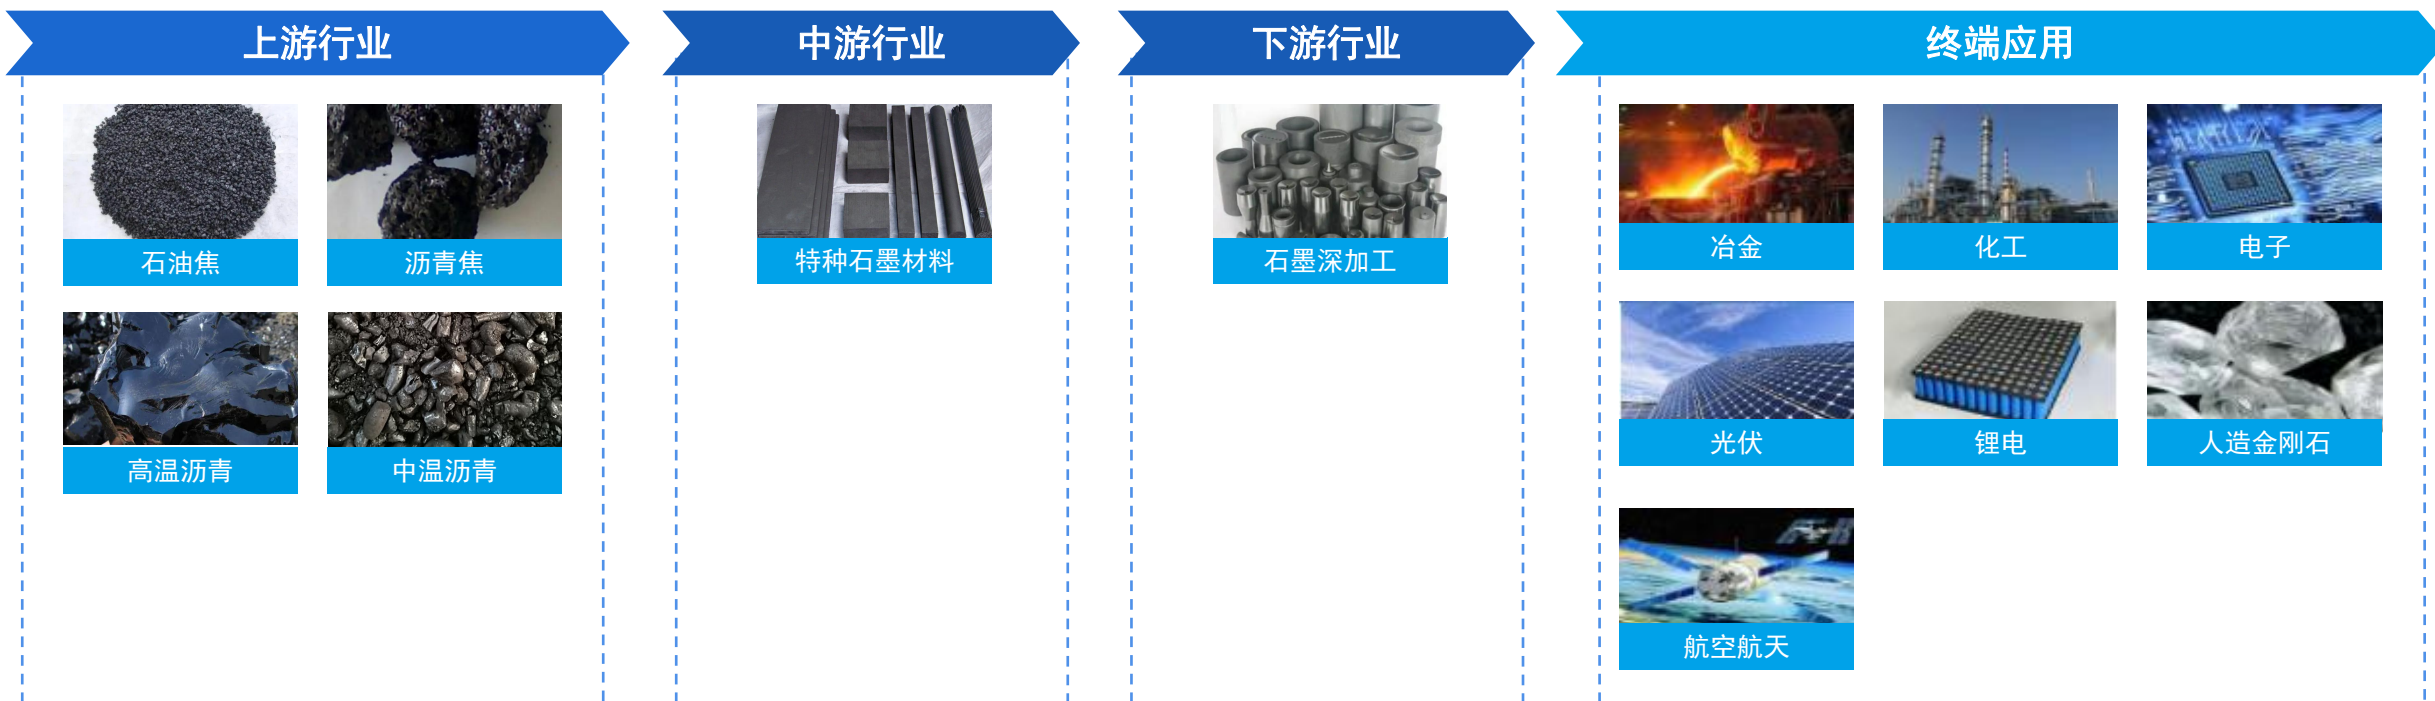 上游行业
中游行业
下游行业
终端应用
石油焦
沥青焦
高温沥青
中温沥青
特种石墨材料
石墨深加工
冶金
化工
电子
光伏
锂电
人造金刚石
航空航天